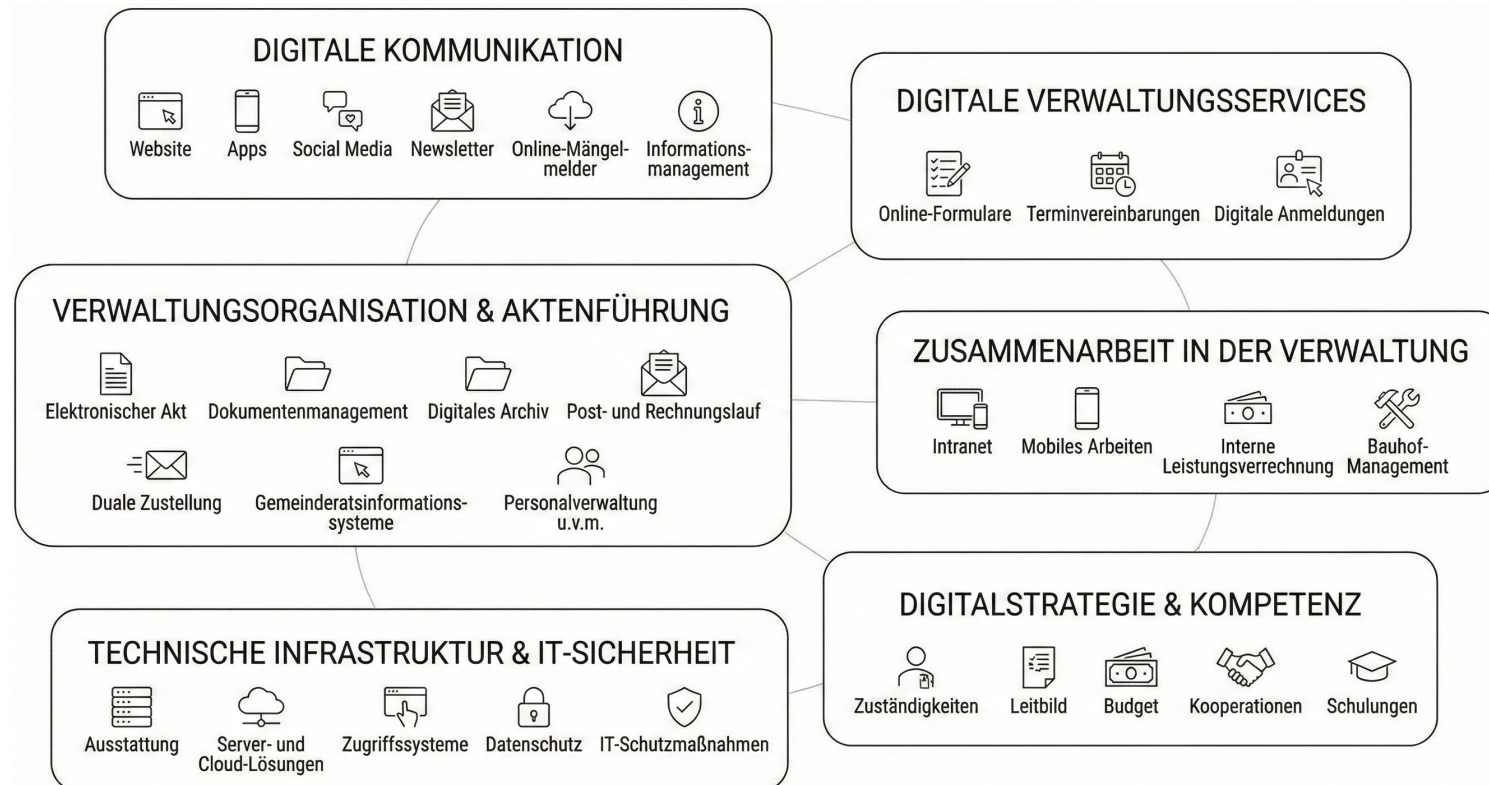 DIGITALE KOMMUNIKATION
Website
Apps
Social Media
Newsletter
Online-Mängel-
melder
Informations-
management
DIGITALE VERWALTUNGSSERVICES
Online-Formulare
Terminvereinbarungen
Digitale Anmeldungen
VERWALTUNGSORGANISATION & AKTENFÜHRUNG
Elektronischer Akt
Dokumentenmanagement
Digitales Archiv
Post- und Rechnungslauf
Duale Zustellung
Gemeinderatsinformations-
systeme
Personalverwaltung
u.v.m.
ZUSAMMENARBEIT IN DER VERWALTUNG
Intranet
Mobiles Arbeiten
Interne
Leistungsverrechnung
Bauhof-
Management
TECHNISCHE INFRASTRUKTUR & IT-SICHERHEIT
Ausstattung
Server- und
Cloud-Lösungen
Zugriffssysteme
Datenschutz
IT-Schutzmaßnahmen
DIGITALSTRATEGIE & KOMPETENZ
Zuständigkeiten
Leitbild
Budget
Kooperationen
Schulungen